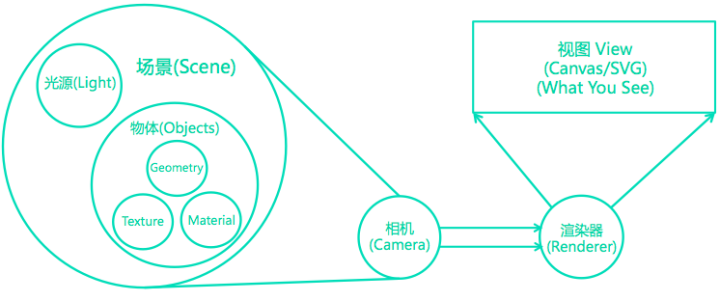 光源(Light)
场景(Scene)
物体(Objects)
Geometry
Texture
Material
相机
(Camera)
渲染器
(Renderer)
视图 View
(Canvas/SVG)
(What You See)